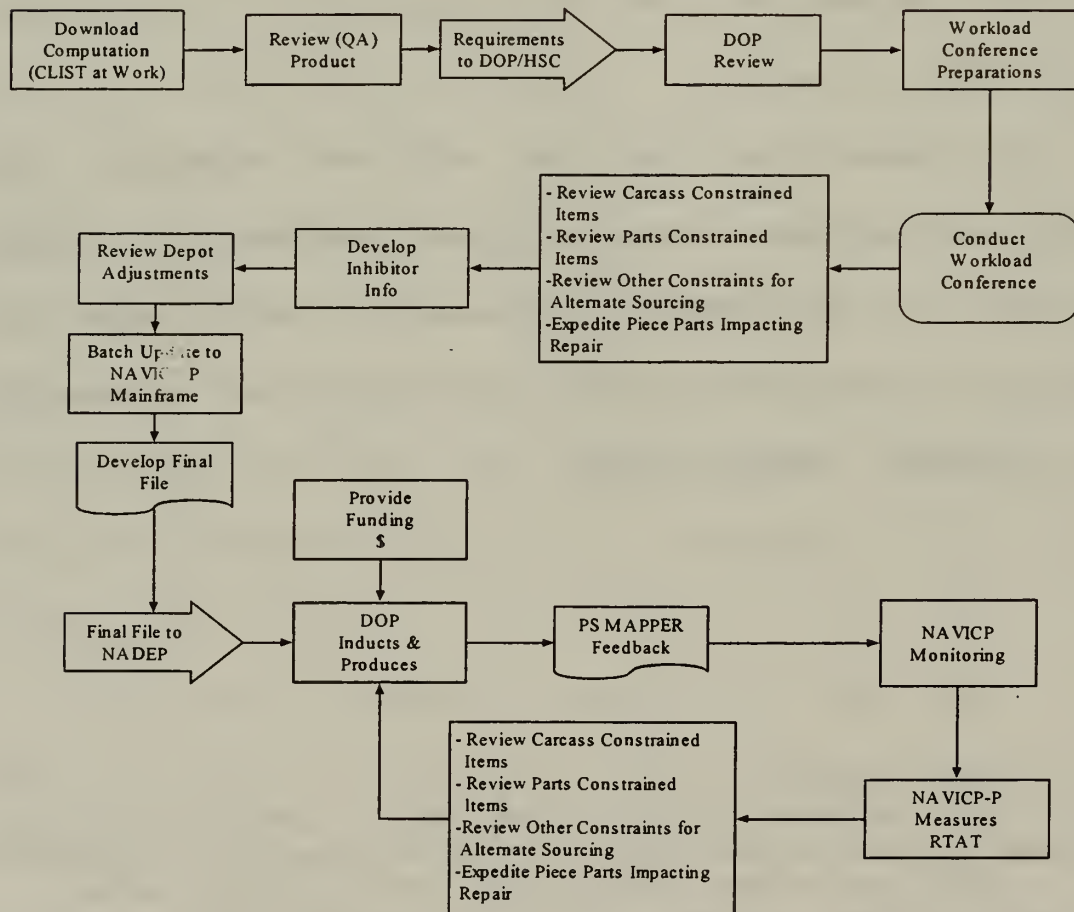 Download
Computation
(CLIST at Work)
Review (QA)
Product
Requirements
to DOP/HSC
DOP
Review
Workload
Conference
Preparations
- Review Carcass Constrained
Items
- Review Parts Constrained
Items
-Review Other Constraints for
Alternate Sourcing
-Expedite Piece Parts Impacting
Repair
Conduct
Workload
Conference
Develop
Inhibitor
Info
Review Depot
Adjustments
Batch to
Mainframe
Develop Final
File
Provide
Funding
$
Final File to
NADEP
DOP
Inducts &
Produces
PS MAPPER
Feedback
NAVICP
Monitoring
- Review Carcass Constrained
Items
- Review Parts Constrained
Items
-Review Other Constraints for
Alternate Sourcing
-Expedite Piece Parts Impacting
Repair
NAVICP-P
Measures
RTAT